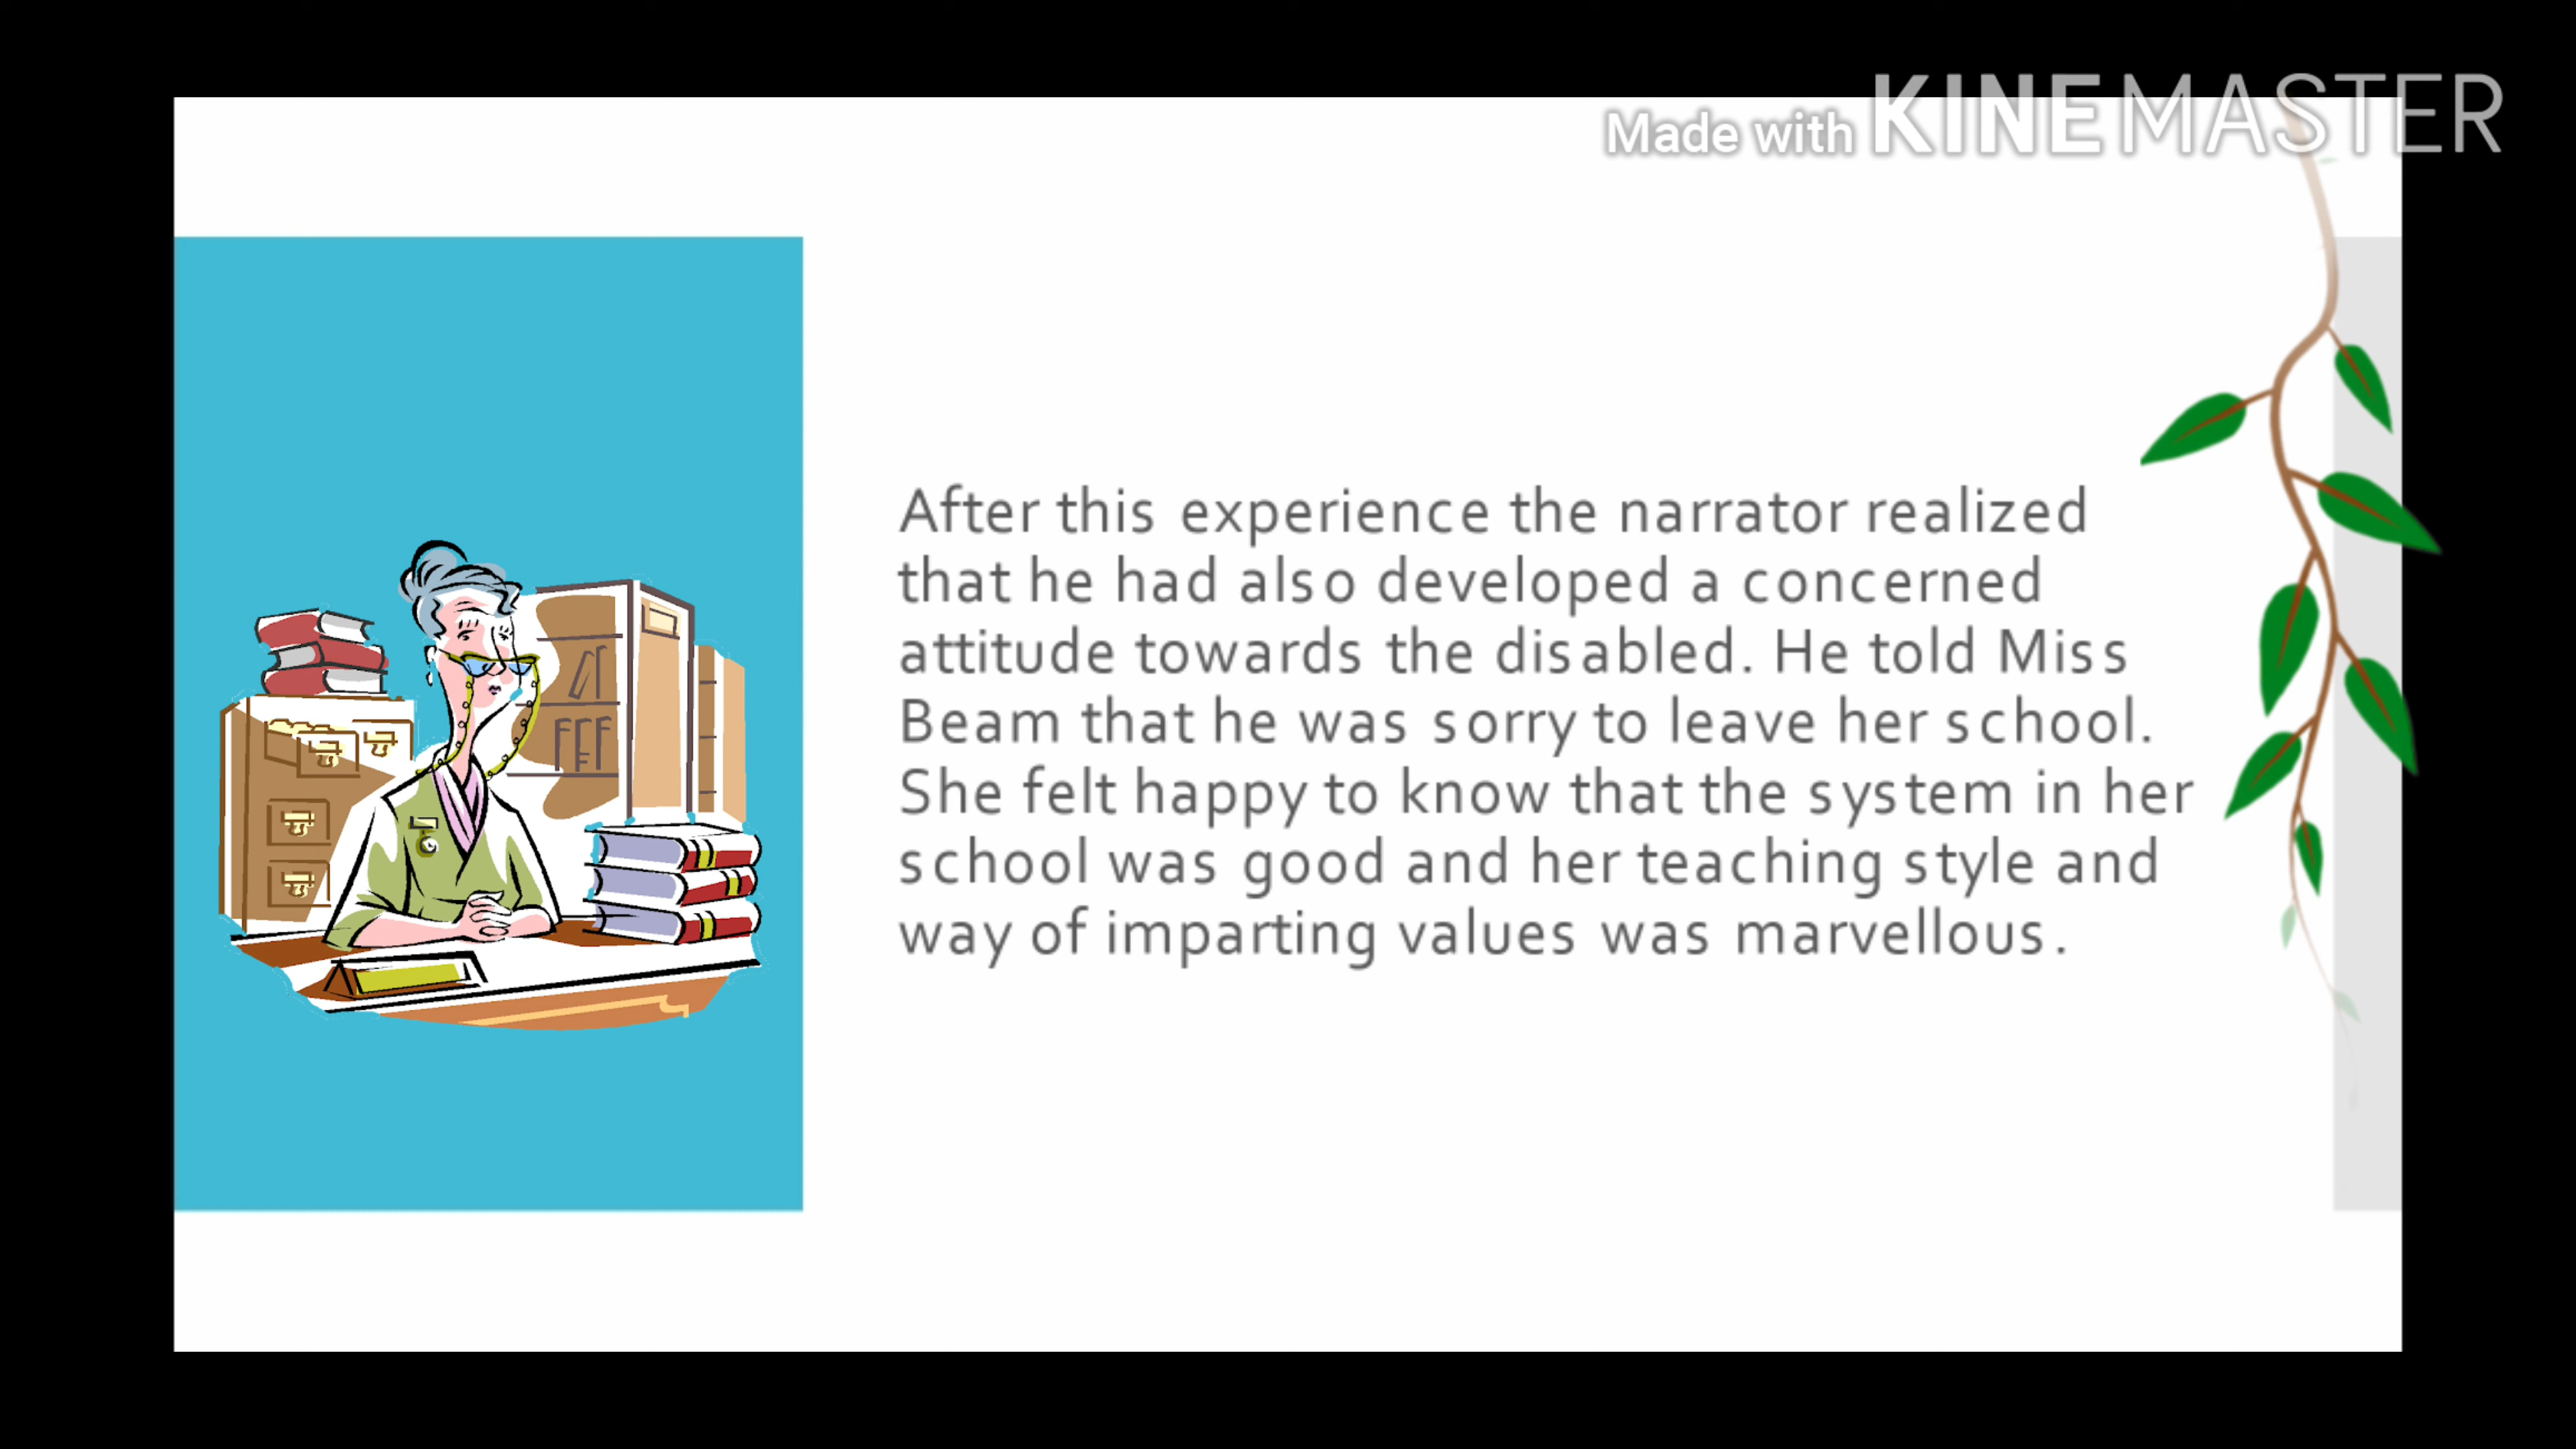 Made with KINEMASTER
After this experience the narrator realized
that he had also developed a concerned
attitude towards the disabled. He told Miss
Beam that he was sorry to leave her school.
She felt happy to know that the system in her
school was good and her teaching style and
way of imparting values was marvellous.